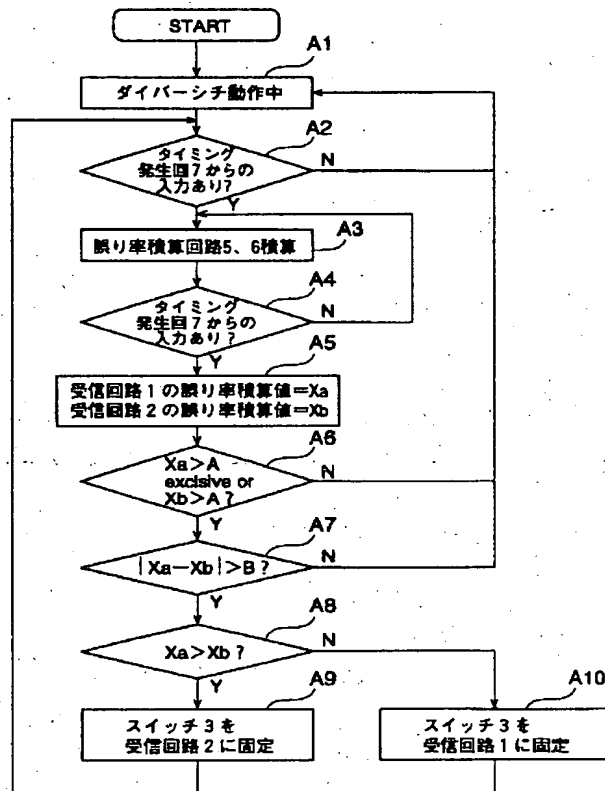 START
A1
ダイバーシチ動作中
A2
タイミング
発生回7からの
入力あり?
N
Y
A3
誤り率積算回路5、6積算
A4
タイミング
発生回7からの
入力あり?
N
Y
A5
受信回路1の誤り率積算値=Xa
受信回路2の誤り率積算値=Xb
A6
Xa>A
excisive or
Xb>A?
N
Y
A7
|Xa-Xb|>B?
N
Y
A8
Xa>Xb?
N
Y
A9
スイッチ3を
受信回路2に固定
A10
スイッチ3を
受信回路1に固定